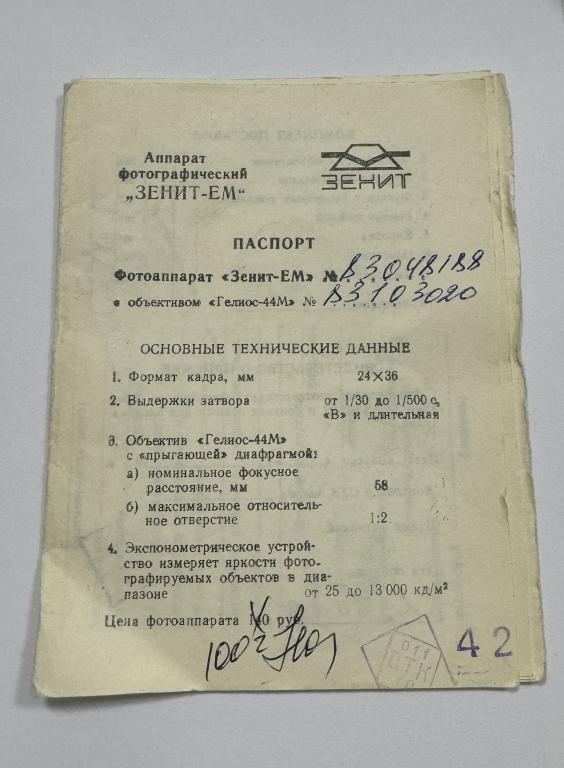 Аппарат
фотографический
„ЗЕНИТ-ЕМ“
ЗЕНИТ
ПАСПОРТ
Фотоаппарат «Зенит-ЕМ» №
с объективом «Гелиос-44М» № 83103020
ОСНОВНЫЕ ТЕХНИЧЕСКИЕ ДАННЫЕ
1. Формат кадра, мм 24×36
2. Выдержки затвора от 1/30 до 1/500 с,
«В» и длительная
3. Объектив «Гелиос-44М»
с «прыгающей» диафрагмой:
а) номинальное фокусное
расстояние, мм 58
б) максимальное относитель-
ное отверстие 1:2
4. Экспонометрическое устрой-
ство измеряет яркости фото-
графируемых объектов в диа-
пазоне от 25 до 13 000 кд/м²
Цена фотоаппарата руб.
100
011
ОТК
42